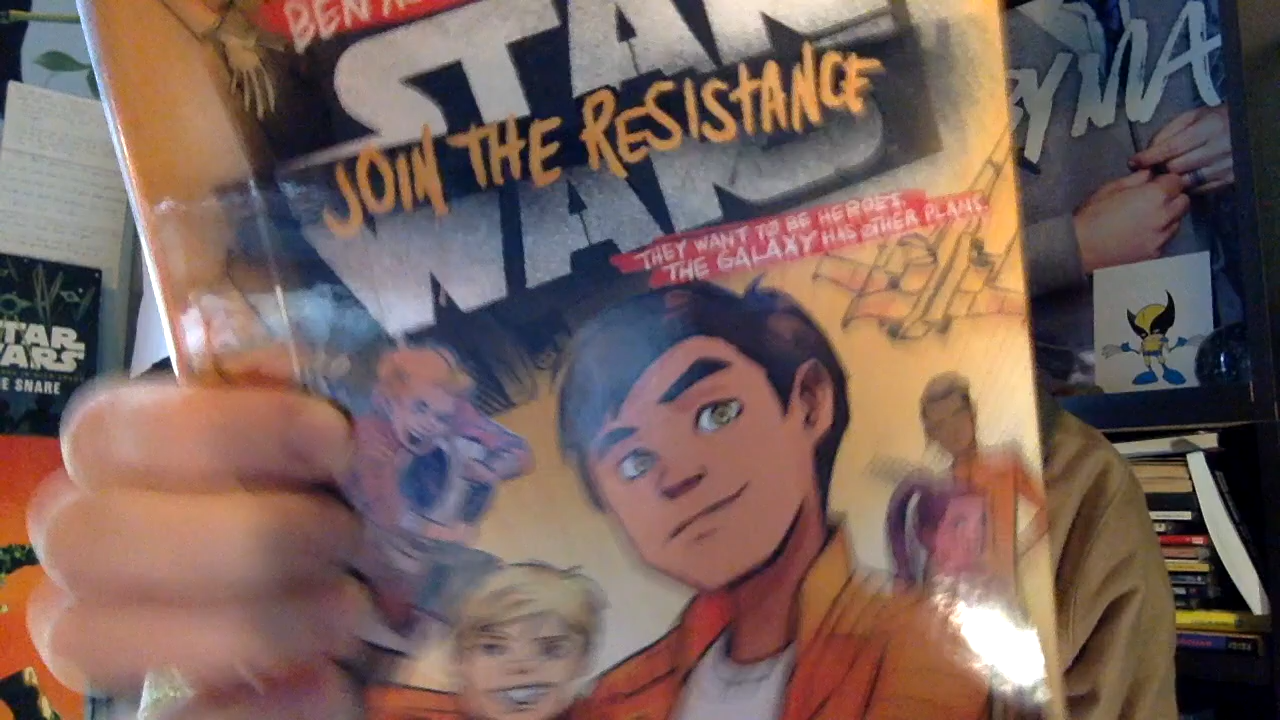 BEN
STAR
JOIN THE RESISTANCE
WARS
THEY WANT TO BE HEROES.
THE GALAXY HAS OTHER PLANS.
STAR
WARS
SNARE